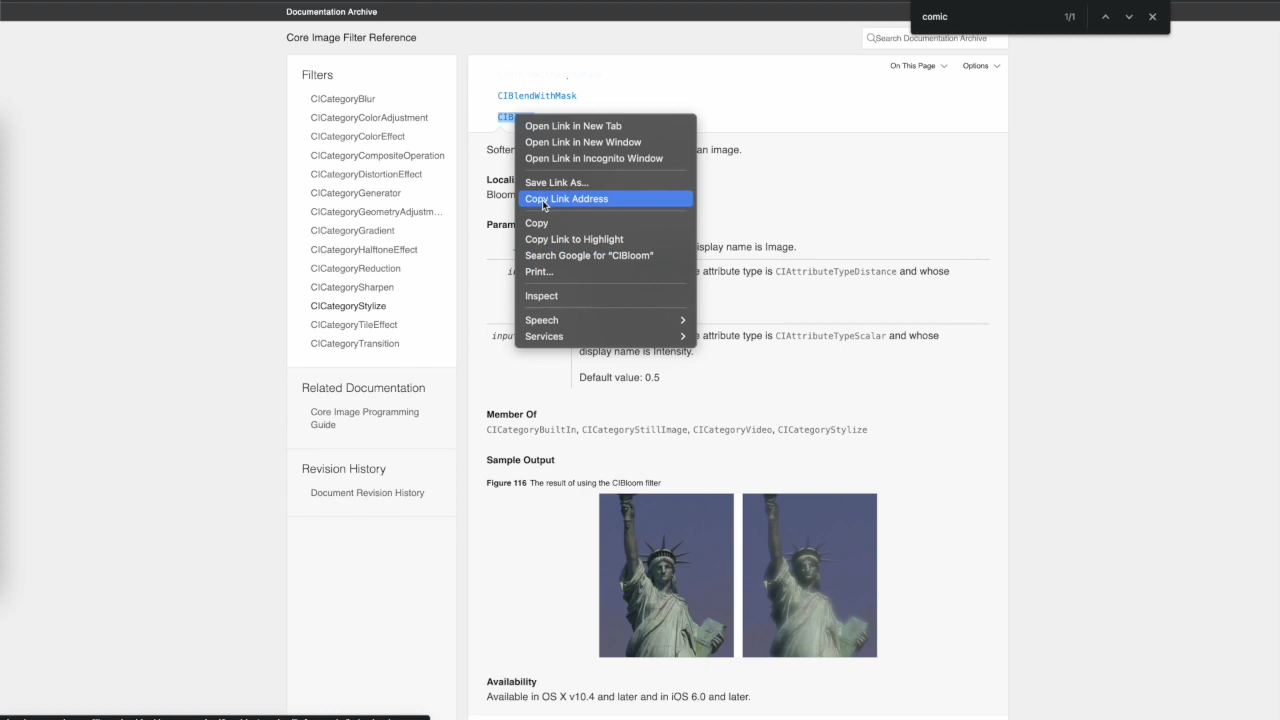 Documentation Archive
comic
1/1
Core Image Filter Reference
Search Documentation Archive
On This Page
Options
Filters
CICategoryBlur
CICategoryColorAdjustment
CICategoryColorEffect
CICategoryCompositeOperation
CICategoryDistortionEffect
CICategoryGenerator
CICategoryGeometryAdjustm...
CICategoryGradient
CICategoryHalftoneEffect
CICategoryReduction
CICategorySharpen
CICategoryStylize
CICategoryTileEffect
CICategoryTransition
Related Documentation
Core Image Programming
Guide
Revision History
Document Revision History
CIBlendWithMask
CIB
Open Link in New Tab
Open Link in New Window
Open Link in Incognito Window
Save Link As...
Copy Link Address
Copy
Copy Link to Highlight
Search Google for "CIBloom"
Print...
Inspect
Speech
Services
Soften an image.
Locali
Bloom
Param
isplay name is Image.
e attribute type is CIAttributeTypeDistance and whose
inpu e attribute type is CIAttributeTypeScalar and whose
display name is Intensity.
Default value: 0.5
Member Of
CICategoryBuiltIn, CICategoryStillImage, CICategoryVideo, CICategoryStylize
Sample Output
Figure 116 The result of using the CIBloom filter
Availability
Available in OS X v10.4 and later and in iOS 6.0 and later.